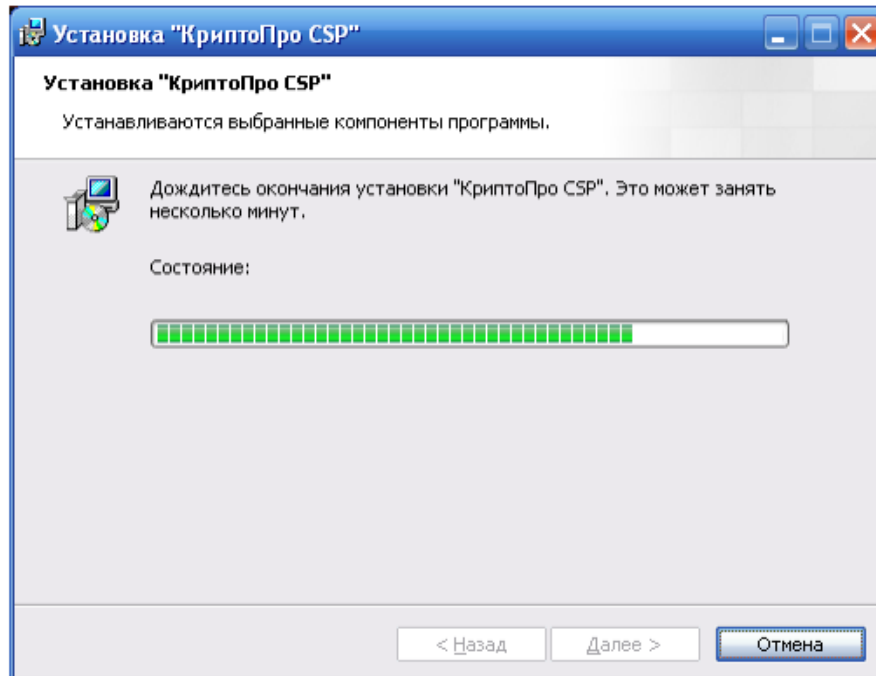 Установка "КриптоПро CSP"
Установка "КриптоПро CSP"
Устанавливаются выбранные компоненты программы.
Дождитесь окончания установки "КриптоПро CSP". Это может занять
несколько минут.
Состояние:
< Назад
Далее >
Отмена